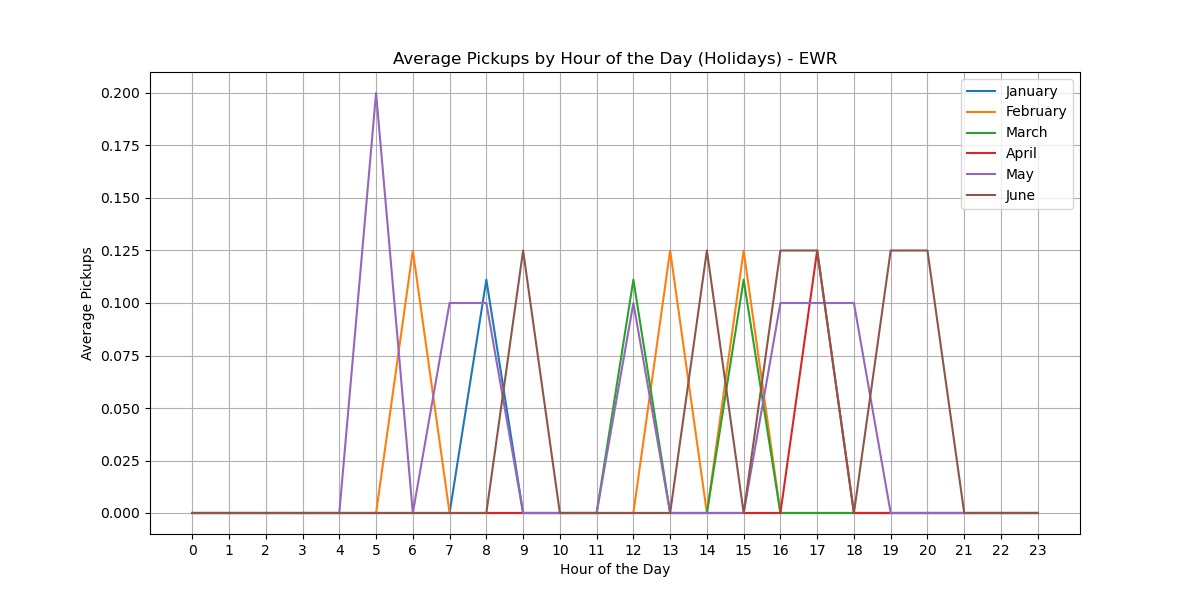 Average Pickups by Hour of the Day (Holidays) - EWR
January
February
March
April
May
June
Average Pickups
0.200
0.175
0.150
0.125
0.100
0.075
0.050
0.025
0.000
0 1 2 3 4 5 6 7 8 9 10 11 12 13 14 15 16 17 18 19 20 21 22 23
Hour of the Day